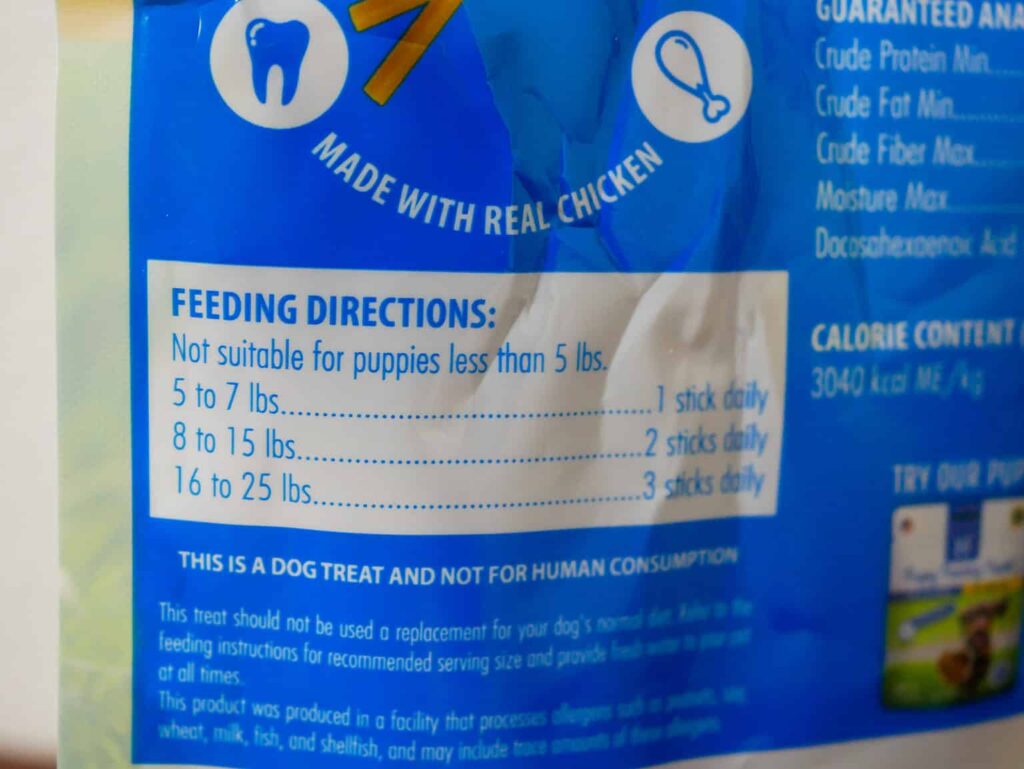 MADE WITH REAL CHICKEN
FEEDING DIRECTIONS:
Not suitable for puppies less than 5 lbs.
5 to 7 lbs..................................................1 stick daily
8 to 15 lbs...............................................2 sticks daily
16 to 25 lbs.............................................3 sticks daily
THIS IS A DOG TREAT AND NOT FOR HUMAN CONSUMPTION
This treat should not be used a replacement for your dog's normal diet. Refer to the
feeding instructions for recommended serving size and provide fresh water to your
at all times.
This product was produced in a facility that processes allergens such as peanuts, soy,
wheat, milk, fish, and shellfish, and may include trace amounts of these allergens.
GUARANTEED ANA
Crude Protein Min.....
Crude Fat Min..........
Crude Fiber Max.......
Moisture Max...........
Docosahexaenoic Acid
CALORIE CONTENT
3040 kcal ME/kg
TRY OUR PUP